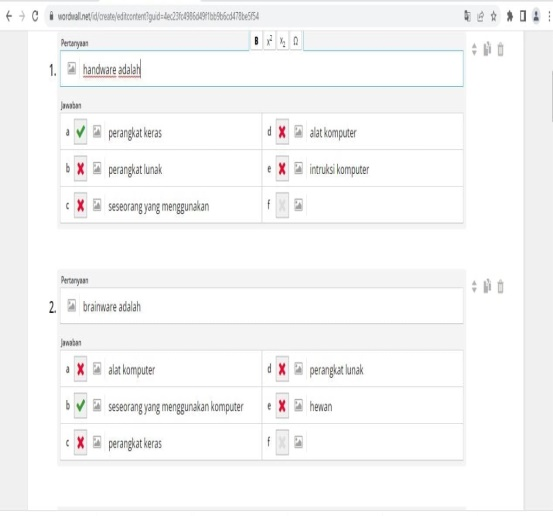 wordwall.net/id/create/editcontent?guid=4ec23fc4986d49f1bb9b6cd478be5f54
Pertanyaan
B x² x₂ Ω
1. handware adalah
Jawaban
a perangkat keras
d alat komputer
b perangkat lunak
e intruksi komputer
c seseorang yang menggunakan
f
Pertanyaan
2. brainware adalah
Jawaban
a alat komputer
d perangkat lunak
b seseorang yang menggunakan komputer
e hewan
c perangkat keras
f